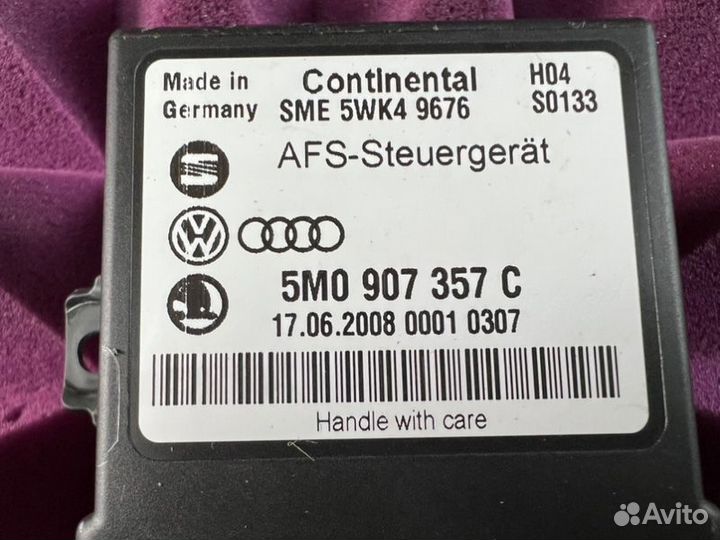 Made in Continental H04
Germany SME 5WK4 9676 S0133
AFS-Steuergerät
5M0 907 357 C
17.06.2008 0001 0307
Handle with care
Avito